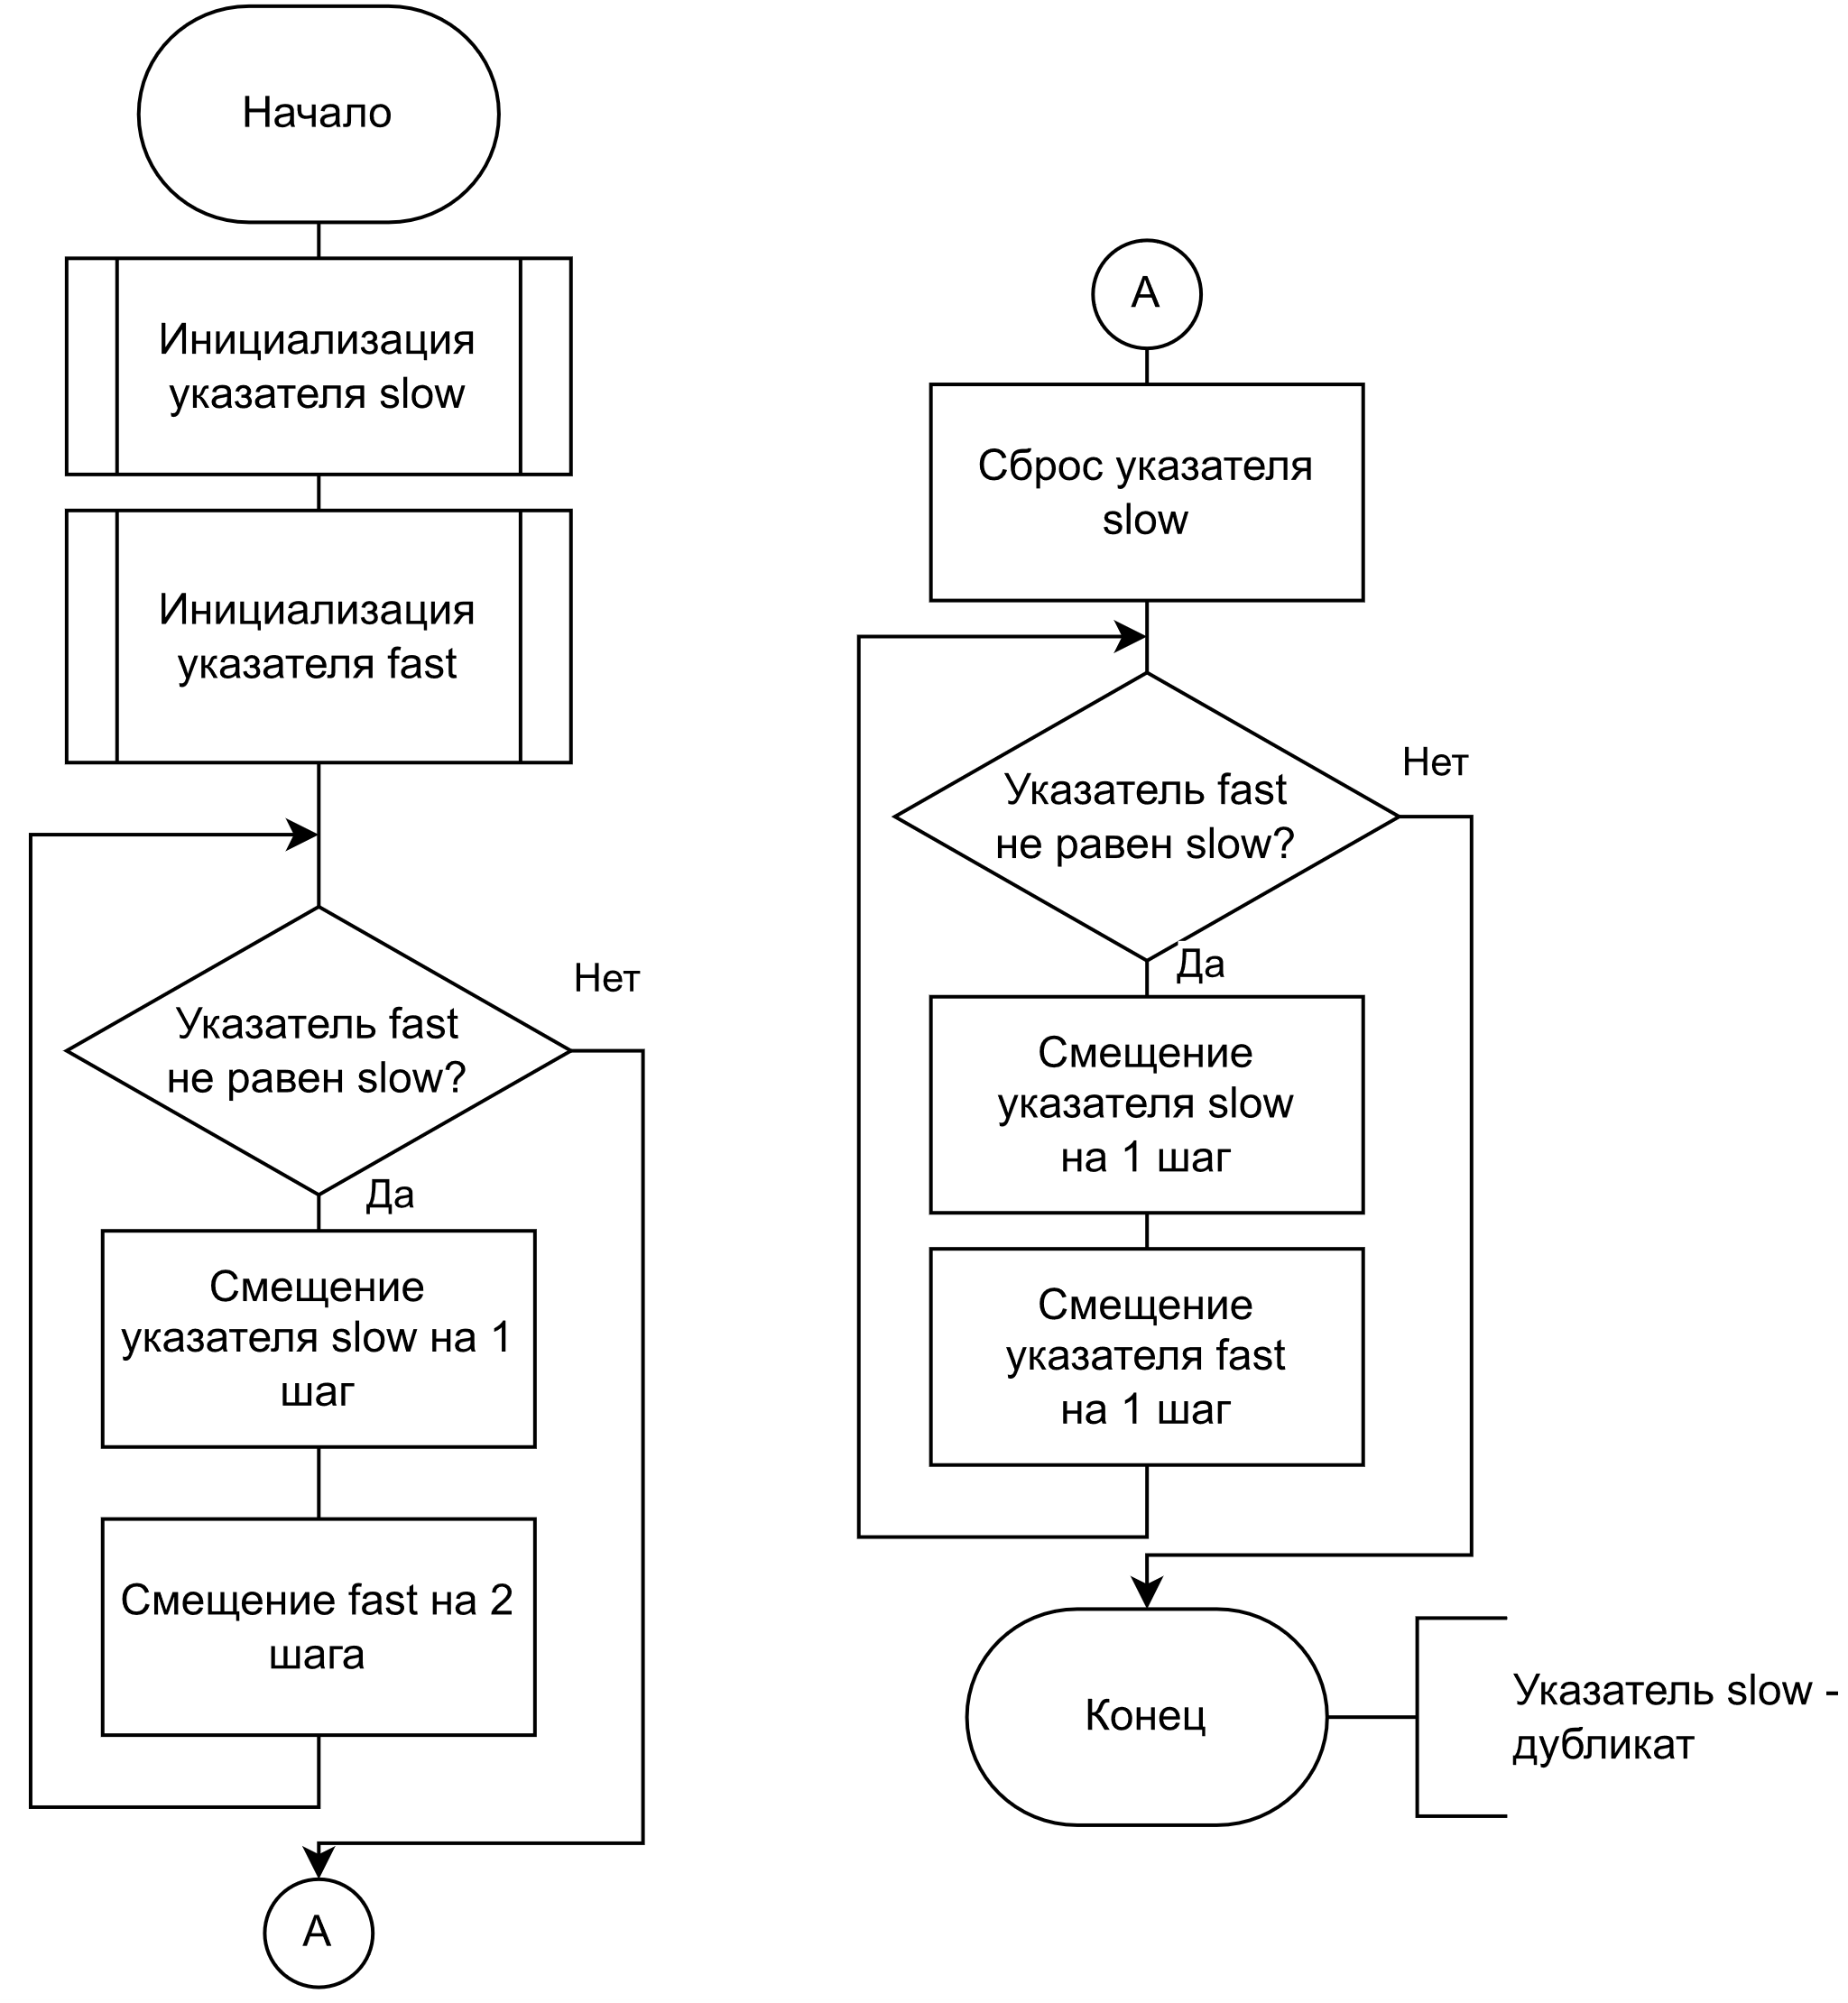 Начало
Инициализация
указателя slow
Инициализация
указателя fast
Нет
Указатель fast
не равен slow?
Да
Смещение
указателя slow на 1
шаг
Смещение fast на 2
шага
A
A
Сброс указателя
slow
Нет
Указатель fast
не равен slow?
Да
Смещение
указателя slow
на 1 шаг
Смещение
указателя fast
на 1 шаг
Конец
Указатель slow -
дубликат